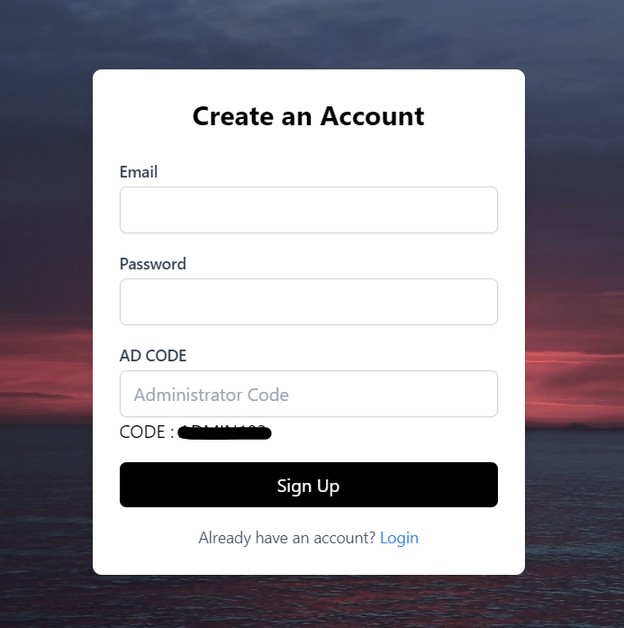 Create an Account
Email
Password
AD CODE
Administrator Code
CODE :
Sign Up
Already have an account? Login